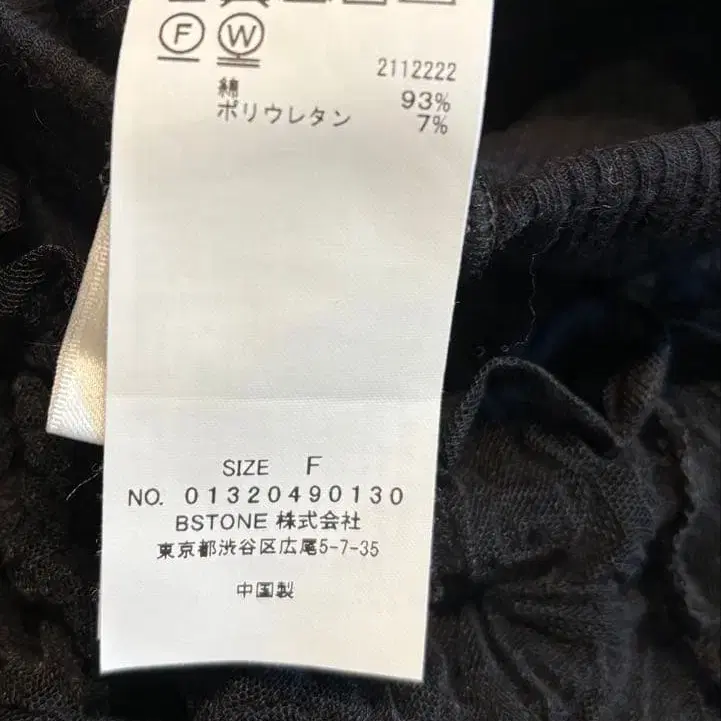 F W
2112222
綿 93%
ポリウレタン 7%
SIZE F
NO. 01320490130
BSTONE 株式会社
東京都渋谷区広尾5-7-35
中国製